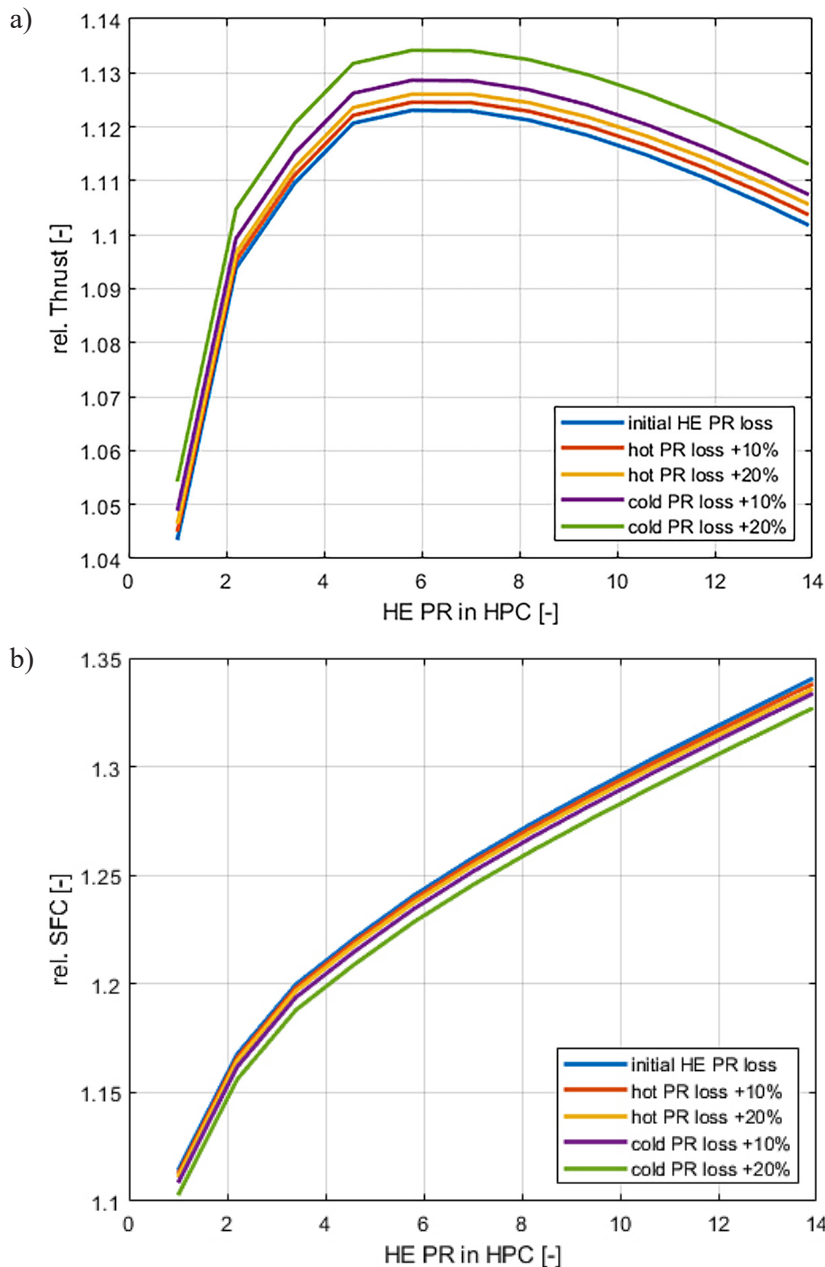 a)
1.14
1.13
1.12
1.11
1.1
1.09
1.08
1.07
1.06
1.05
1.04
rel. Thrust [-]
initial HE PR loss
hot PR loss +10%
hot PR loss +20%
cold PR loss +10%
cold PR loss +20%
0 2 4 6 8 10 12 14
HE PR in HPC [-]
b)
1.35
1.3
1.25
1.2
1.15
1.1
rel. SFC [-]
initial HE PR loss
hot PR loss +10%
hot PR loss +20%
cold PR loss +10%
cold PR loss +20%
0 2 4 6 8 10 12 14
HE PR in HPC [-]